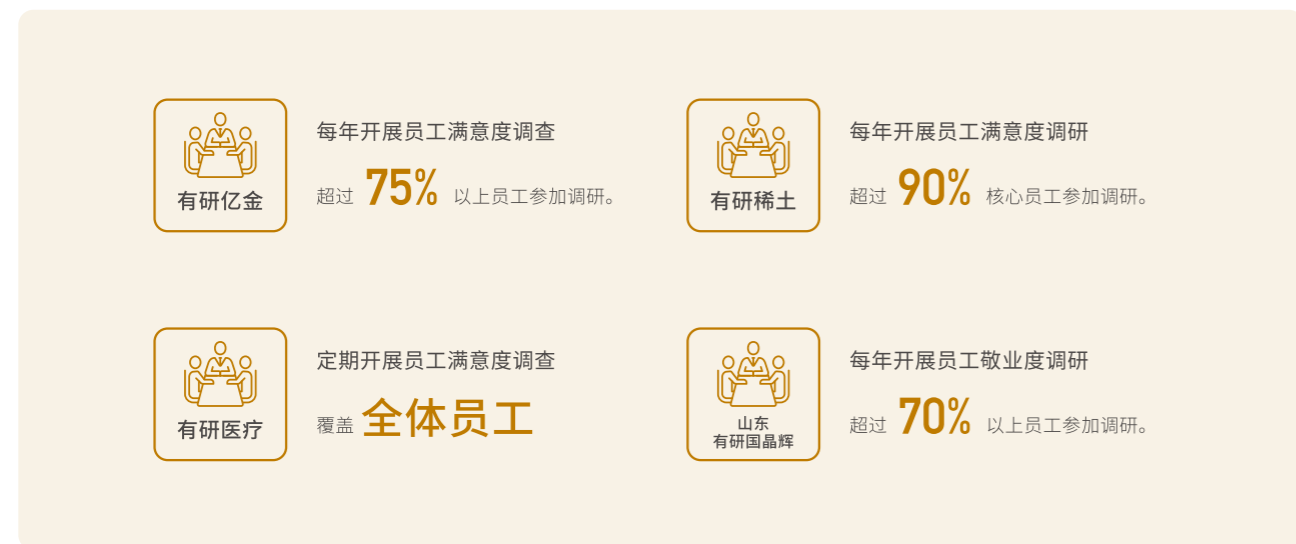 有研亿金
每年开展员工满意度调查
超过 75% 以上员工参加调研。
有研稀土
每年开展员工满意度调研
超过 90% 核心员工参加调研。
有研医疗
定期开展员工满意度调查
覆盖 全体员工
山东
有研国晶辉
每年开展员工敬业度调研
超过 70% 以上员工参加调研。